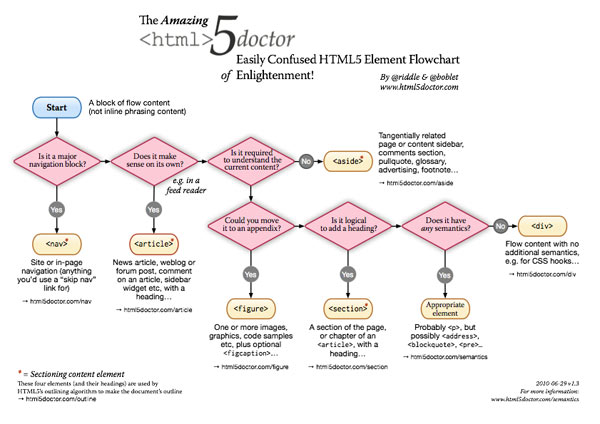 The Amazing
<html>5doctor
Easily Confused HTML5 Element Flowchart
of Enlightenment!
By @riddle & @boblet
www.html5doctor.com
Start
A block of flow content
(not inline phrasing content)
Is it a major
navigation block?
Does it make
sense on its own?
e.g. in a
feed reader
Is it required
to understand the
current content?
No
<aside>*
Tangentially related
page or content sidebar,
comments section,
pullquote, glossary,
advertising, footnote…
→ html5doctor.com/aside
Yes
<nav>*
Site or in-page
navigation (anything
you'd use a "skip nav"
link for)
→ html5doctor.com/nav
Yes
<article>*
News article, weblog or
forum post, comment
on an article, sidebar
widget etc, with a
heading…
→ html5doctor.com/article
Could you move
it to an appendix?
Is it logical
to add a heading?
Does it have
any semantics?
No
<div>
Flow content with no
additional semantics,
e.g. for CSS hooks…
→ html5doctor.com/div
Yes
<figure>
One or more images,
graphics, code samples
etc, plus optional
<figcaption>…
→ html5doctor.com/figure
Yes
<section>*
A section of the page,
or chapter of an
<article>, with a
heading…
→ html5doctor.com/section
Yes
Appropriate
element
Probably <p>, but
possibly <address>,
<blockquote>, <pre>…
→ html5doctor.com/semantics
* = Sectioning content element
These four elements (and their headings) are used by
HTML5's outlining algorithm to make the document's outline
→ html5doctor.com/outline
2010-06-29 v1.3
For more information:
www.html5doctor.com/semantics